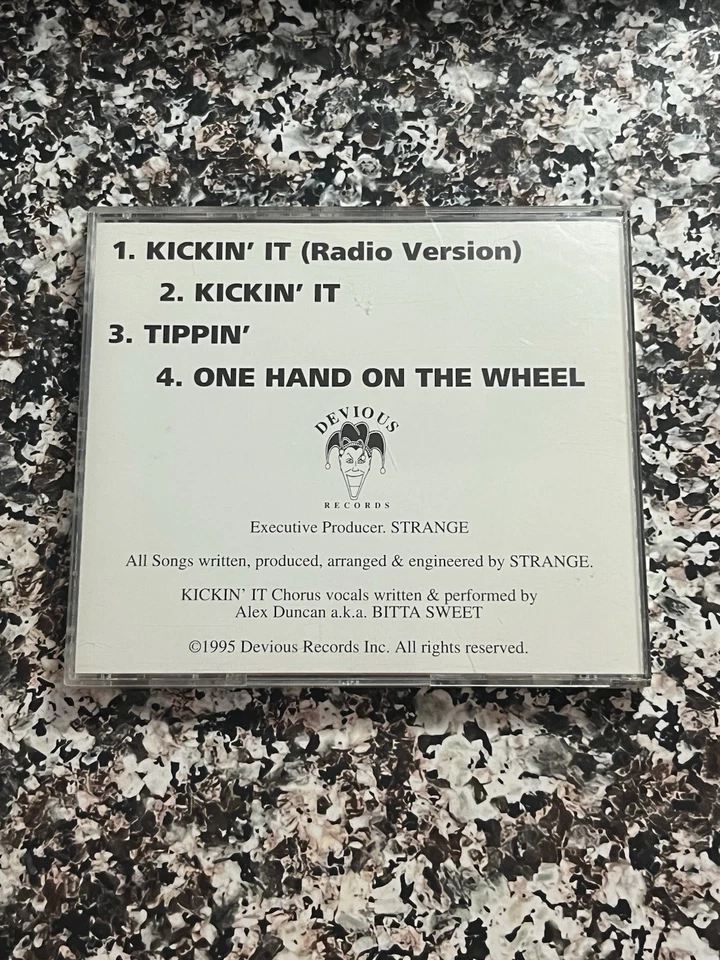 1. KICKIN' IT (Radio Version)
2. KICKIN' IT
3. TIPPIN'
4. ONE HAND ON THE WHEEL
DEVIOUS
RECORDS
Executive Producer. STRANGE
All Songs written, produced, arranged & engineered by STRANGE.
KICKIN' IT Chorus vocals written & performed by
Alex Duncan a.k.a. BITTA SWEET
©1995 Devious Records Inc. All rights reserved.